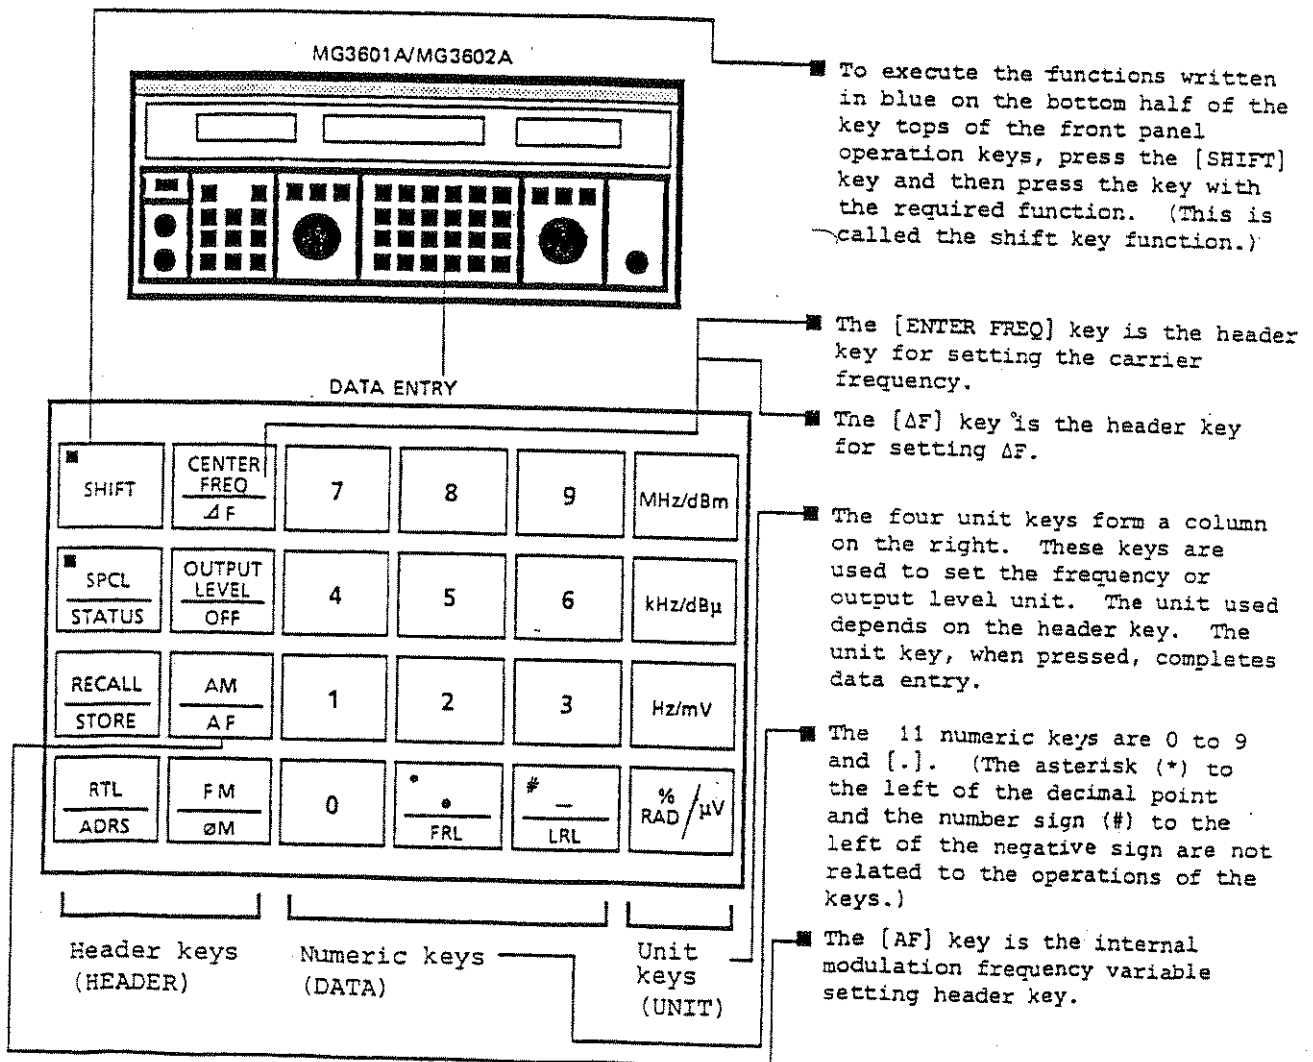 MG3601A/MG3602A
■ To execute the functions written
in blue on the bottom half of the
key tops of the front panel
operation keys, press the [SHIFT]
key and then press the key with
the required function. (This is
called the shift key function.)
■ The [ENTER FREQ] key is the header
key for setting the carrier
frequency.
■ The [ΔF] key is the header key
for setting ΔF.
■ The four unit keys form a column
on the right. These keys are
used to set the frequency or
output level unit. The unit used
depends on the header key. The
unit key, when pressed, completes
data entry.
■ The 11 numeric keys are 0 to 9
and [.]. (The asterisk (*) to
the left of the decimal point
and the number sign (#) to the
left of the negative sign are not
related to the operations of the
keys.)
■ The [AF] key is the internal
modulation frequency variable
setting header key.
DATA ENTRY
SHIFT
CENTER
FREQ
ΔF
7
8
9
MHz/dBm
SPCL
STATUS
OUTPUT
LEVEL
OFF
4
5
6
kHz/dBμ
RECALL
STORE
AM
AF
1
2
3
Hz/mV
RTL
ADRS
FM
øM
0
* .
FRL
# −
LRL
%
RAD/μV
Header keys
(HEADER)
Numeric keys
(DATA)
Unit
keys
(UNIT)